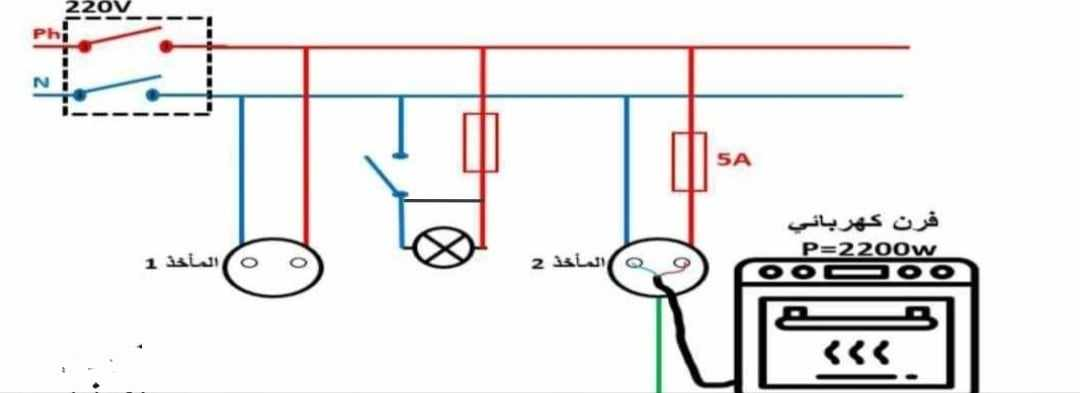 220V
Ph
N
5A
فرن كهربائي
P=2200w
المأخذ 1
المأخذ 2